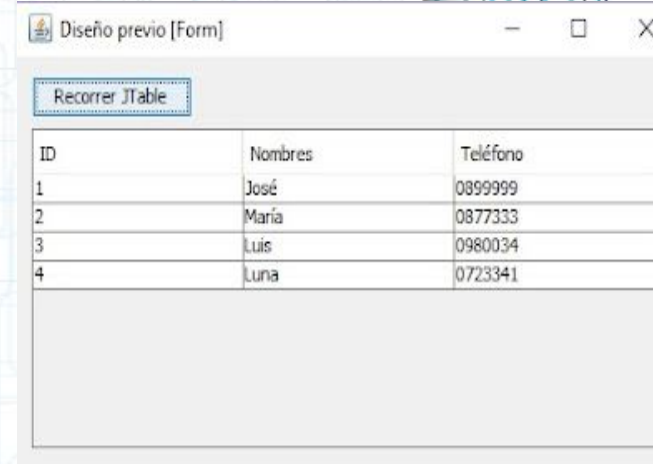 Diseño previo [Form]
Recorrer JTable
ID Nombres Teléfono
1 José 0899999
2 María 0877333
3 Luis 0980034
4 Luna 0723341